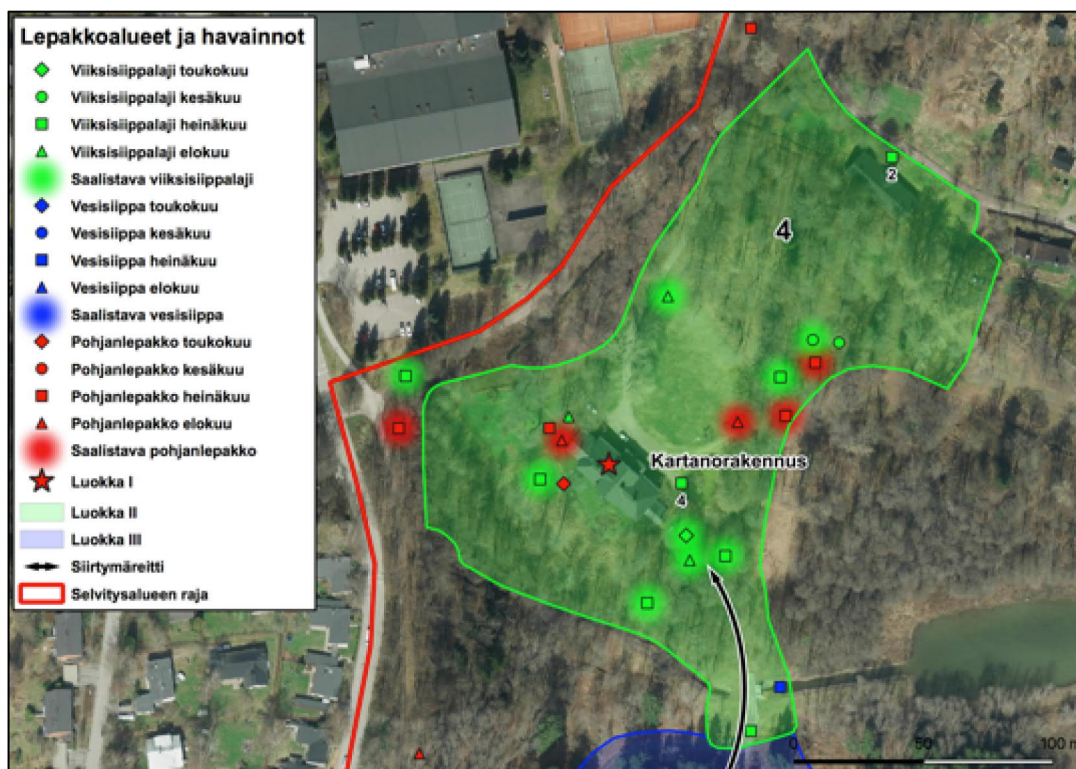 Lepakkoalueet ja havainnot
Viiksisiippalaji toukokuu
Viiksisiippalaji kesäkuu
Viiksisiippalaji heinäkuu
Viiksisiippalaji elokuu
Saalistava viiksisiippalaji
Vesisiippa toukokuu
Vesisiippa kesäkuu
Vesisiippa heinäkuu
Vesisiippa elokuu
Saalistava vesisiippa
Pohjanlepakko toukokuu
Pohjanlepakko kesäkuu
Pohjanlepakko heinäkuu
Pohjanlepakko elokuu
Saalistava pohjanlepakko
Luokka I
Luokka II
Luokka III
Siirtymäreitti
Selvitysalueen raja
2
4
Kartanorakennus
4
0 50 100 m